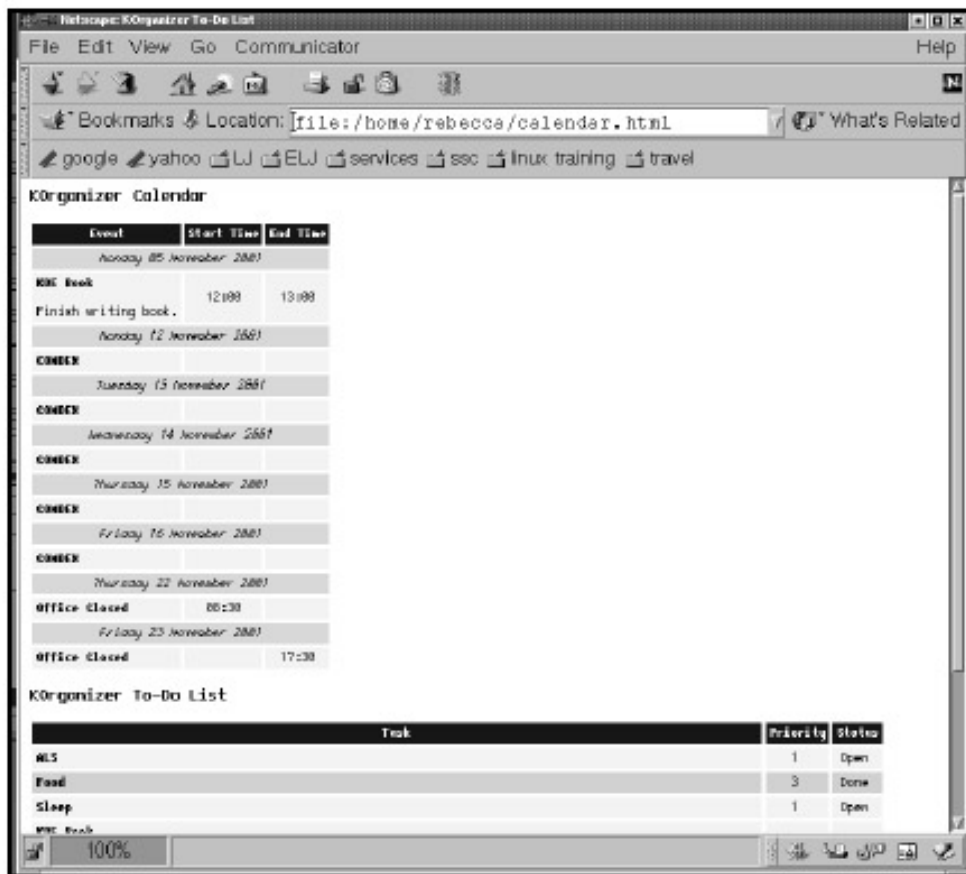 Netscape: KOrganizer To-Do List
File Edit View Go Communicator Help
Bookmarks Location: file:/home/rebecca/calendar.html What's Related
google yahoo LJ ELJ services ssc linux training travel
KOrganizer Calendar
Event Start Time End Time
Monday 05 November 2001
KDE Book
12:00 13:00
Finish writing book.
Monday 12 November 2001
COMDEX
Tuesday 13 November 2001
COMDEX
Wednesday 14 November 2001
COMDEX
Thursday 15 November 2001
COMDEX
Friday 16 November 2001
COMDEX
Thursday 22 November 2001
Office Closed 08:30
Friday 23 November 2001
Office Closed 17:30
KOrganizer To-Do List
Task Priority Status
ALS 1 Open
Food 3 Done
Sleep 1 Open
KDE Book
100%